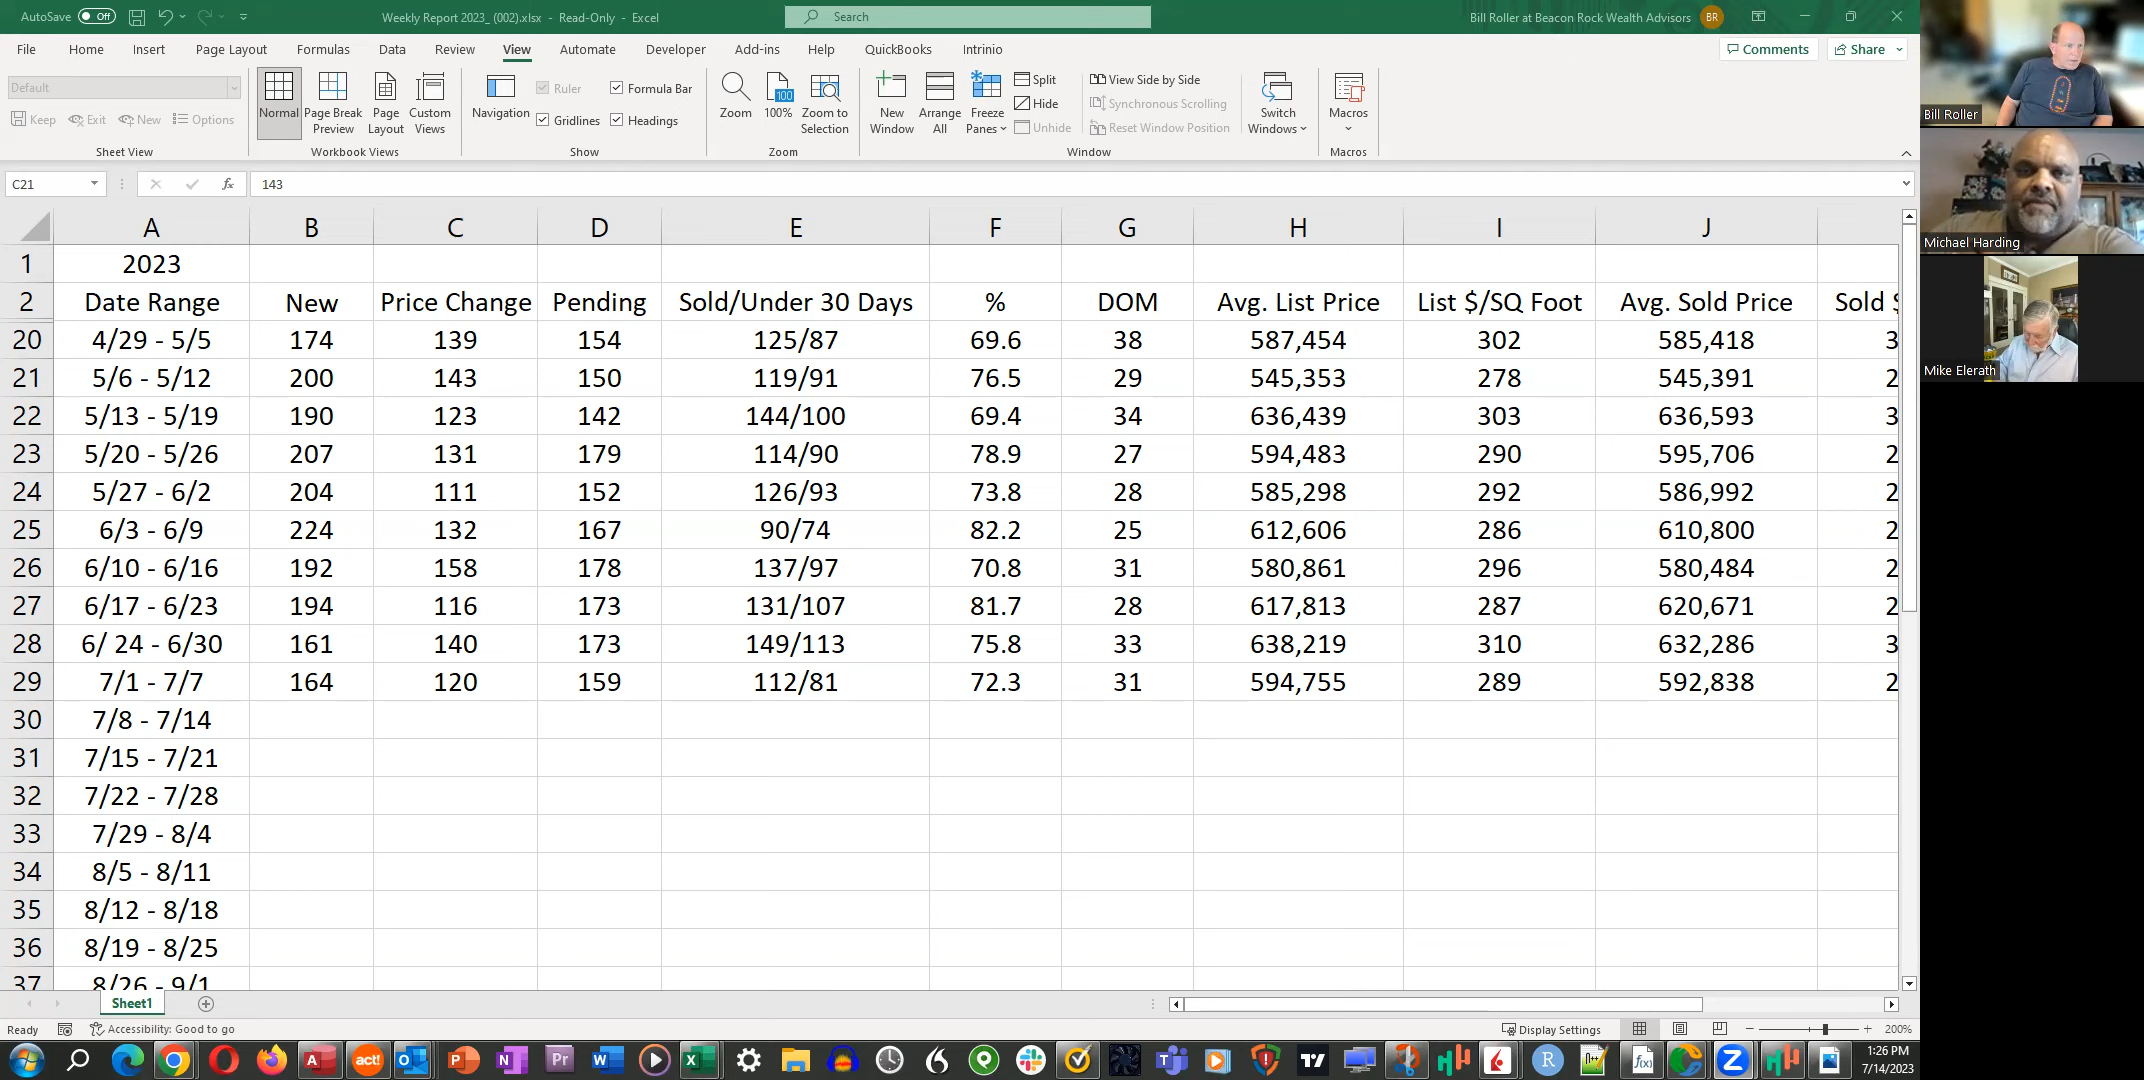 AutoSave Off Weekly Report 2023_ (002).xlsx - Read-Only - Excel Search Bill Roller at Beacon Rock Wealth Advisors BR
File Home Insert Page Layout Formulas Data Review View Automate Developer Add-ins Help QuickBooks Intrinio Comments Share
Default
Keep Exit New Options
Sheet View
Normal Page Break Preview Page Layout Custom Views
Workbook Views
Navigation Ruler Formula Bar
Gridlines Headings
Show
Zoom 100% Zoom to Selection
Zoom
New Window Arrange All Freeze Panes Split Hide Unhide
View Side by Side
Synchronous Scrolling
Reset Window Position
Switch Windows
Window
Macros
Macros
C21 fx 143
A B C D E F G H I J
1 2023
2 Date Range New Price Change Pending Sold/Under 30 Days % DOM Avg. List Price List $/SQ Foot Avg. Sold Price Sold $
20 4/29 - 5/5 174 139 154 125/87 69.6 38 587,454 302 585,418 3
21 5/6 - 5/12 200 143 150 119/91 76.5 29 545,353 278 545,391 2
22 5/13 - 5/19 190 123 142 144/100 69.4 34 636,439 303 636,593 3
23 5/20 - 5/26 207 131 179 114/90 78.9 27 594,483 290 595,706 2
24 5/27 - 6/2 204 111 152 126/93 73.8 28 585,298 292 586,992 2
25 6/3 - 6/9 224 132 167 90/74 82.2 25 612,606 286 610,800 2
26 6/10 - 6/16 192 158 178 137/97 70.8 31 580,861 296 580,484 2
27 6/17 - 6/23 194 116 173 131/107 81.7 28 617,813 287 620,671 2
28 6/ 24 - 6/30 161 140 173 149/113 75.8 33 638,219 310 632,286 3
29 7/1 - 7/7 164 120 159 112/81 72.3 31 594,755 289 592,838 2
30 7/8 - 7/14
31 7/15 - 7/21
32 7/22 - 7/28
33 7/29 - 8/4
34 8/5 - 8/11
35 8/12 - 8/18
36 8/19 - 8/25
37 8/26 - 9/1
Sheet1
Ready Accessibility: Good to go Display Settings 200%
1:26 PM
7/14/2023
Bill Roller
Michael Harding
Mike Elerath